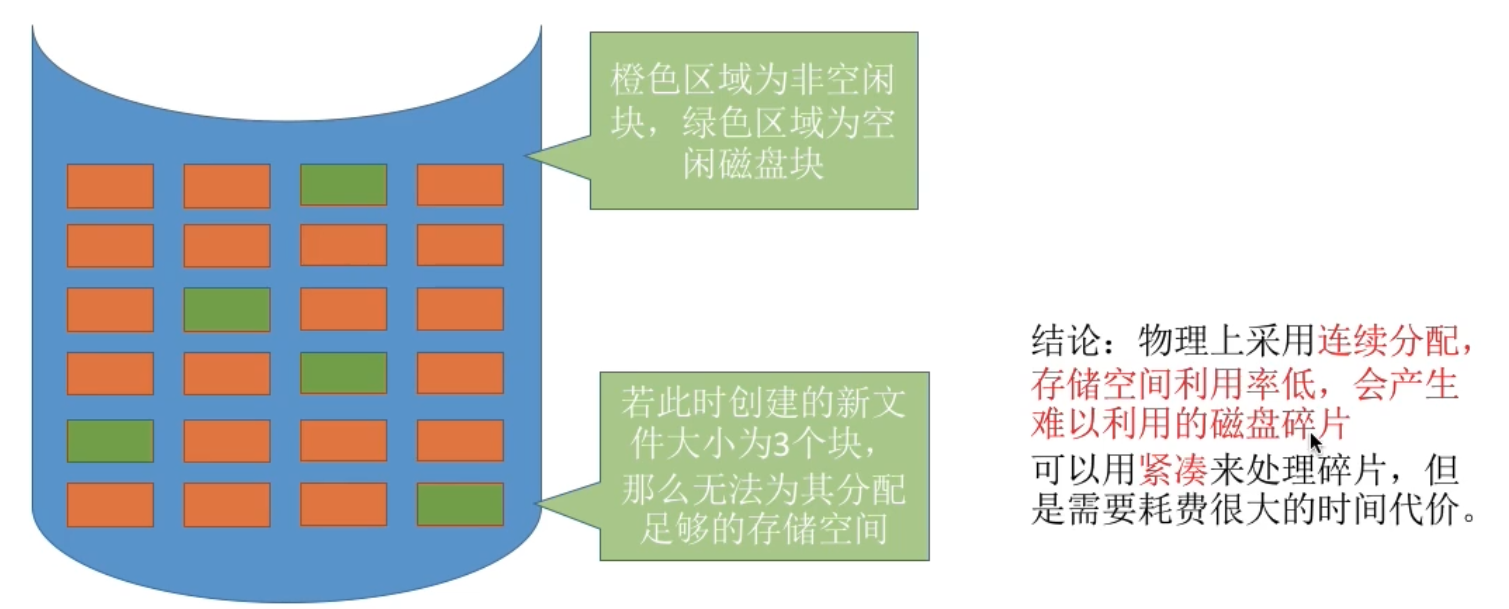 橙色区域为非空闲
块，绿色区域为空
闲磁盘块
若此时创建的新文
件大小为3个块，
那么无法为其分配
足够的存储空间
结论：物理上采用连续分配，
存储空间利用率低，会产生
难以利用的磁盘碎片
可以用紧凑来处理碎片，但
是需要耗费很大的时间代价。